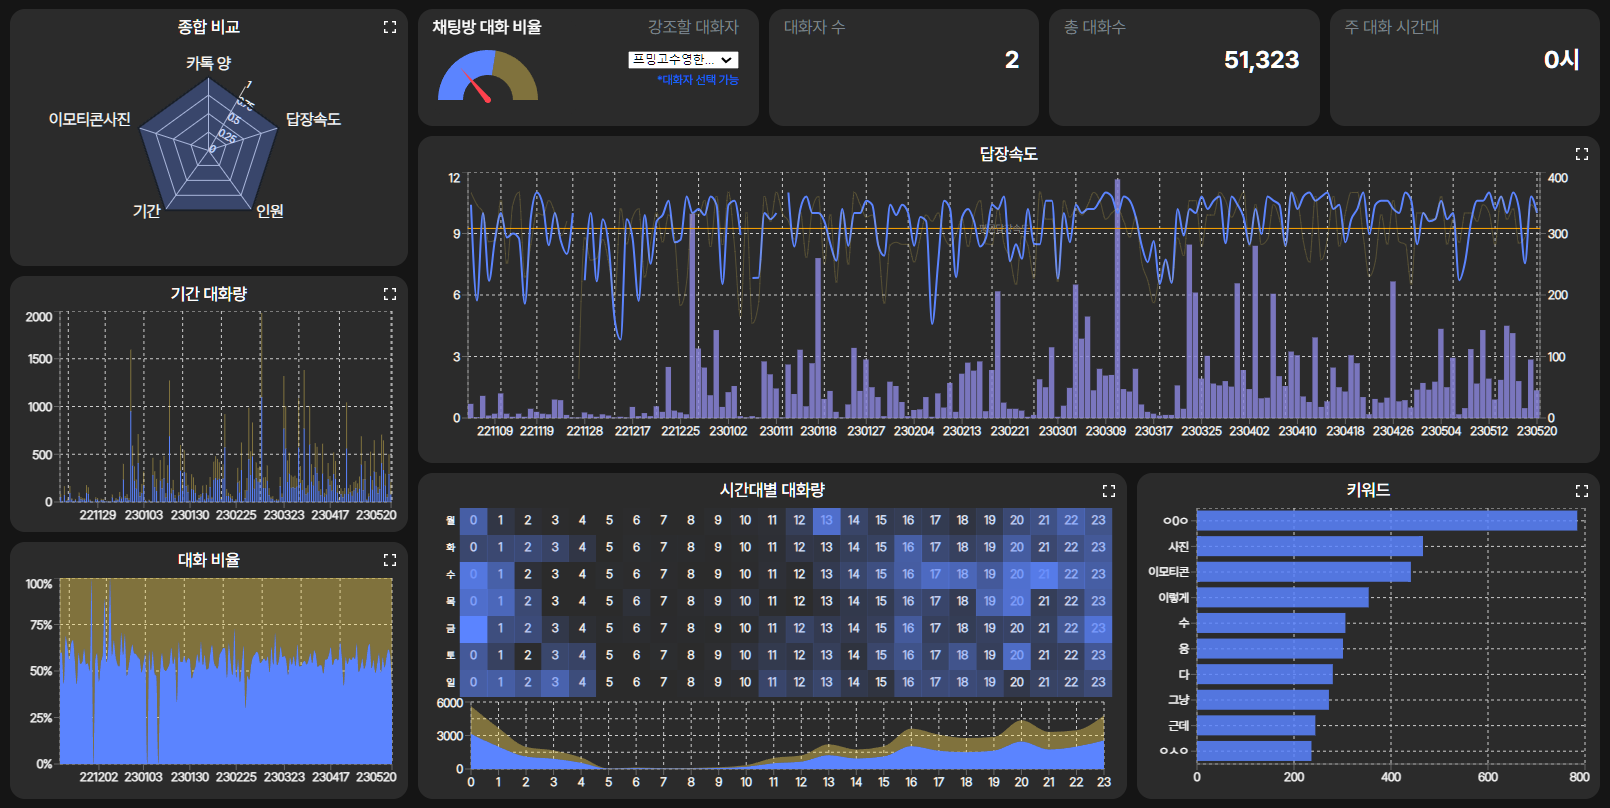 종합 비교
카톡 양
답장속도
인원
기간
이모티콘사진
1
0.75
0.5
0.25
0
채팅방 대화 비율
강조할 대화자
프밍고수영한...
*대화자 선택 가능
대화자 수
2
총 대화수
51,323
주 대화 시간대
0시
답장속도
12
9
6
3
0
400
300
200
100
0
221109 221119 221128 221217 221225 230102 230111 230118 230127 230204 230213 230221 230301 230309 230317 230325 230402 230410 230418 230426 230504 230512 230520
기간 대화량
2000
1500
1000
500
0
221129 230103 230130 230225 230323 230417 230520
대화 비율
100%
75%
50%
25%
0%
221202 230103 230130 230225 230323 230417 230520
시간대별 대화량
월 0 1 2 3 4 5 6 7 8 9 10 11 12 13 14 15 16 17 18 19 20 21 22 23
화 0 1 2 3 4 5 6 7 8 9 10 11 12 13 14 15 16 17 18 19 20 21 22 23
수 0 1 2 3 4 5 6 7 8 9 10 11 12 13 14 15 16 17 18 19 20 21 22 23
목 0 1 2 3 4 5 6 7 8 9 10 11 12 13 14 15 16 17 18 19 20 21 22 23
금 0 1 2 3 4 5 6 7 8 9 10 11 12 13 14 15 16 17 18 19 20 21 22 23
토 0 1 2 3 4 5 6 7 8 9 10 11 12 13 14 15 16 17 18 19 20 21 22 23
일 0 1 2 3 4 5 6 7 8 9 10 11 12 13 14 15 16 17 18 19 20 21 22 23
6000
3000
0
0 1 2 3 4 5 6 7 8 9 10 11 12 13 14 15 16 17 18 19 20 21 22 23
키워드
ㅇ0ㅇ
사진
이모티콘
이렇게
수
웅
다
그냥
근데
ㅇㅅㅇ
0 200 400 600 800